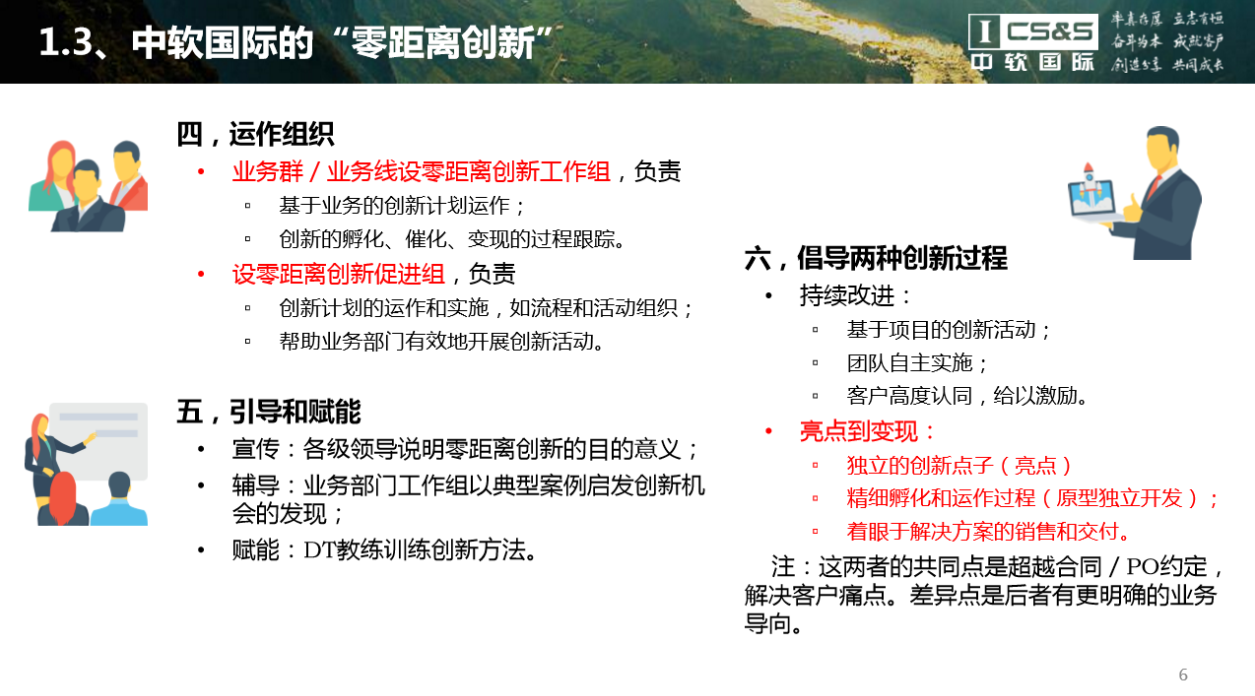 1.3、中软国际的“零距离创新”
I CS&S
中软国际
率真存厚 立志有恒
奋斗为本 成就客户
创造分享 共同成长
四，运作组织
• 业务群／业务线设零距离创新工作组，负责
▫ 基于业务的创新计划运作；
▫ 创新的孵化、催化、变现的过程跟踪。
• 设零距离创新促进组，负责
▫ 创新计划的运作和实施，如流程和活动组织；
▫ 帮助业务部门有效地开展创新活动。
五，引导和赋能
• 宣传：各级领导说明零距离创新的目的意义；
• 辅导：业务部门工作组以典型案例启发创新机
会的发现；
• 赋能：DT教练训练创新方法。
六，倡导两种创新过程
• 持续改进：
▫ 基于项目的创新活动；
▫ 团队自主实施；
▫ 客户高度认同，给以激励。
• 亮点到变现：
▫ 独立的创新点子（亮点）
▫ 精细孵化和运作过程（原型独立开发）；
▫ 着眼于解决方案的销售和交付。
注：这两者的共同点是超越合同／PO约定，
解决客户痛点。差异点是后者有更明确的业务
导向。
6